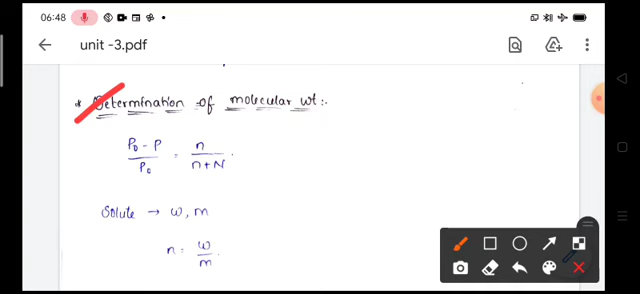 06:48
unit -3.pdf
* Determination of molecular wt:-
P₀ - P / P₀ = n / n + N.
Solute → w, m
n = w / m.